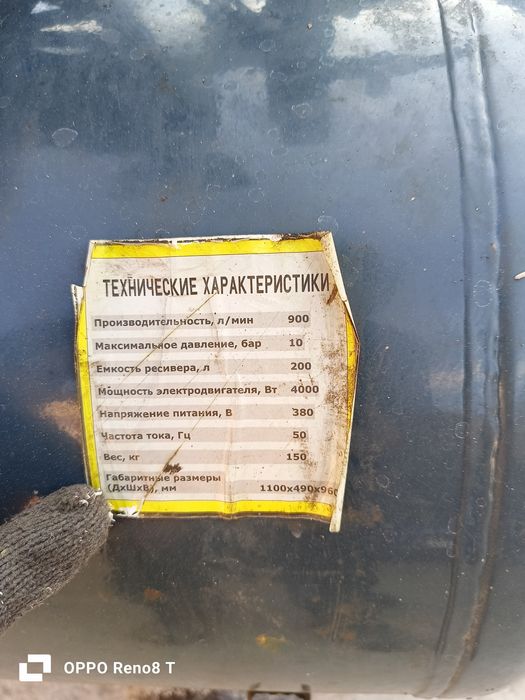 ТЕХНИЧЕСКИЕ ХАРАКТЕРИСТИКИ
Производительность, л/мин 900
Максимальное давление, бар 10
Емкость ресивера, л 200
Мощность электродвигателя, Вт 4000
Напряжение питания, В 380
Частота тока, Гц 50
Вес, кг 150
Габаритные размеры
(ДхШхВ), мм 1100х490х960
OPPO Reno8 T